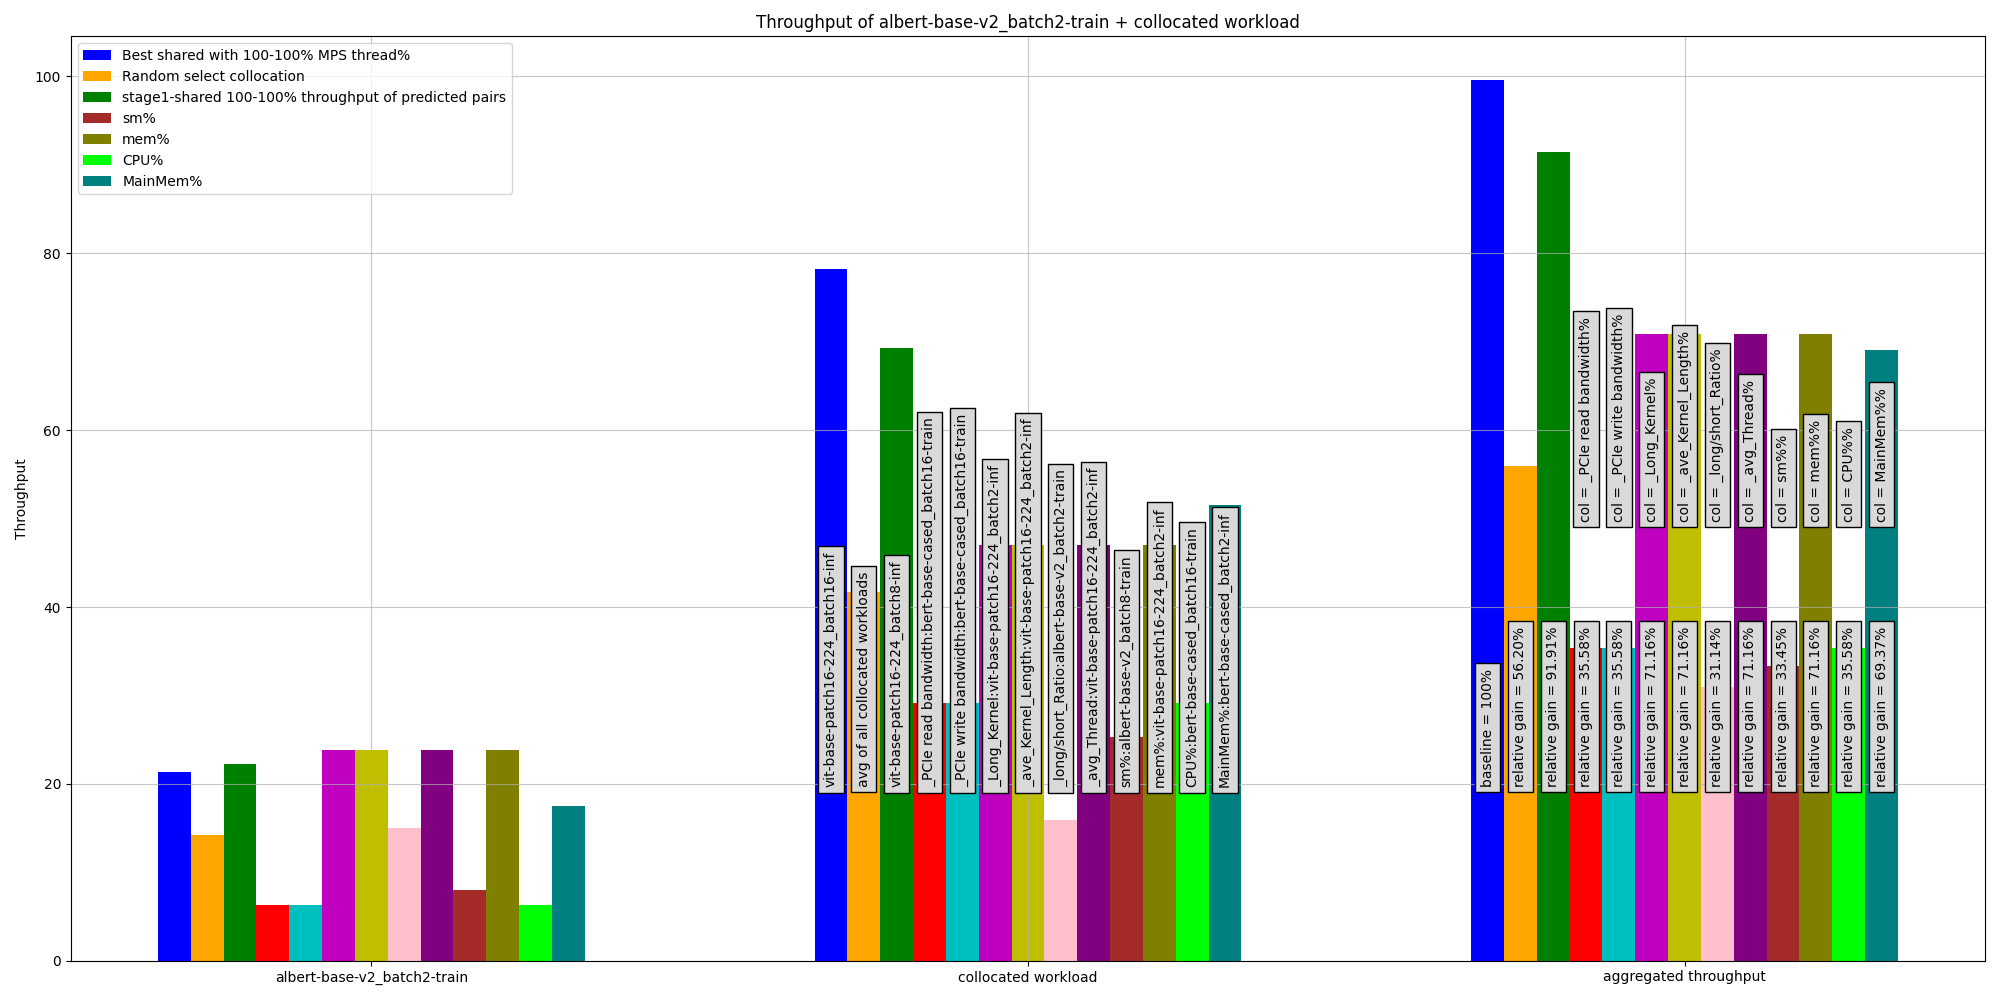 Throughput of albert-base-v2_batch2-train + collocated workload
Best shared with 100-100% MPS thread%
Random select collocation
stage1-shared 100-100% throughput of predicted pairs
sm%
mem%
CPU%
MainMem%
Throughput
100
80
60
40
20
0
vit-base-patch16-224_batch16-inf
avg of all collocated workloads
vit-base-patch16-224_batch8-inf
_PCIe read bandwidth:bert-base-cased_batch16-train
_PCIe write bandwidth:bert-base-cased_batch16-train
_Long_Kernel:vit-base-patch16-224_batch2-inf
_ave_Kernel_Length:vit-base-patch16-224_batch2-inf
_long/short_Ratio:albert-base-v2_batch2-train
_avg_Thread:vit-base-patch16-224_batch2-inf
sm%:albert-base-v2_batch8-train
mem%:vit-base-patch16-224_batch2-inf
CPU%:bert-base-cased_batch16-train
MainMem%:bert-base-cased_batch2-inf
col = _PCIe read bandwidth%
col = _PCIe write bandwidth%
col = _Long_Kernel%
col = _ave_Kernel_Length%
col = _long/short_Ratio%
col = _avg_Thread%
col = sm%%
col = mem%%
col = CPU%%
col = MainMem%%
baseline = 100%
relative gain = 56.20%
relative gain = 91.91%
relative gain = 35.58%
relative gain = 35.58%
relative gain = 71.16%
relative gain = 71.16%
relative gain = 31.14%
relative gain = 71.16%
relative gain = 33.45%
relative gain = 71.16%
relative gain = 35.58%
relative gain = 69.37%
albert-base-v2_batch2-train
collocated workload
aggregated throughput